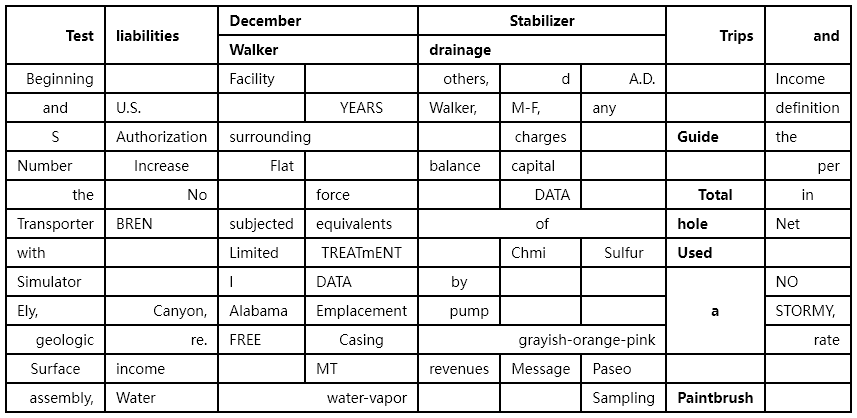 Test liabilities December Stabilizer Trips and
Walker drainage
Beginning Facility others, d A.D. Income
and U.S. YEARS Walker, M-F, any definition
S Authorization surrounding charges Guide the
Number Increase Flat balance capital per
the No force DATA Total in
Transporter BREN subjected equivalents of hole Net
with Limited TREATmENT Chmi Sulfur Used
Simulator I DATA by a NO
Ely, Canyon, Alabama Emplacement pump STORMY,
geologic re. FREE Casing grayish-orange-pink rate
Surface income MT revenues Message Paseo
assembly, Water water-vapor Sampling Paintbrush